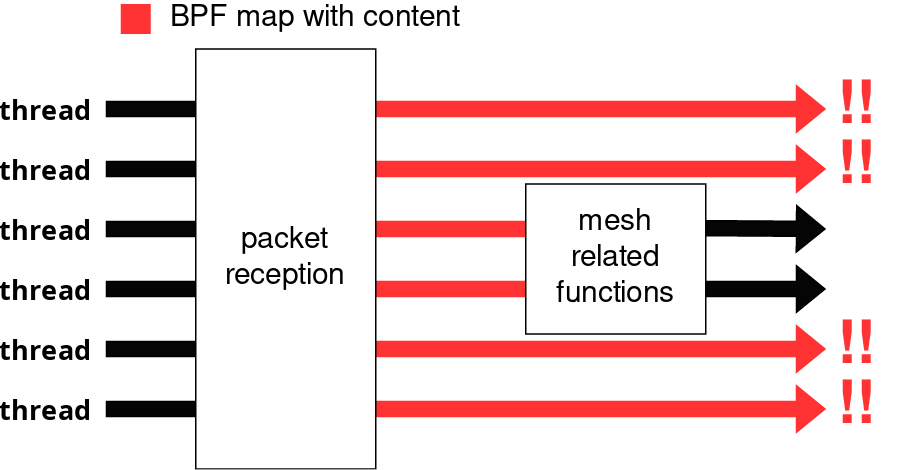 BPF map with content
thread
thread
thread
thread
thread
thread
packet
reception
mesh
related
functions
!!
!!
!!
!!